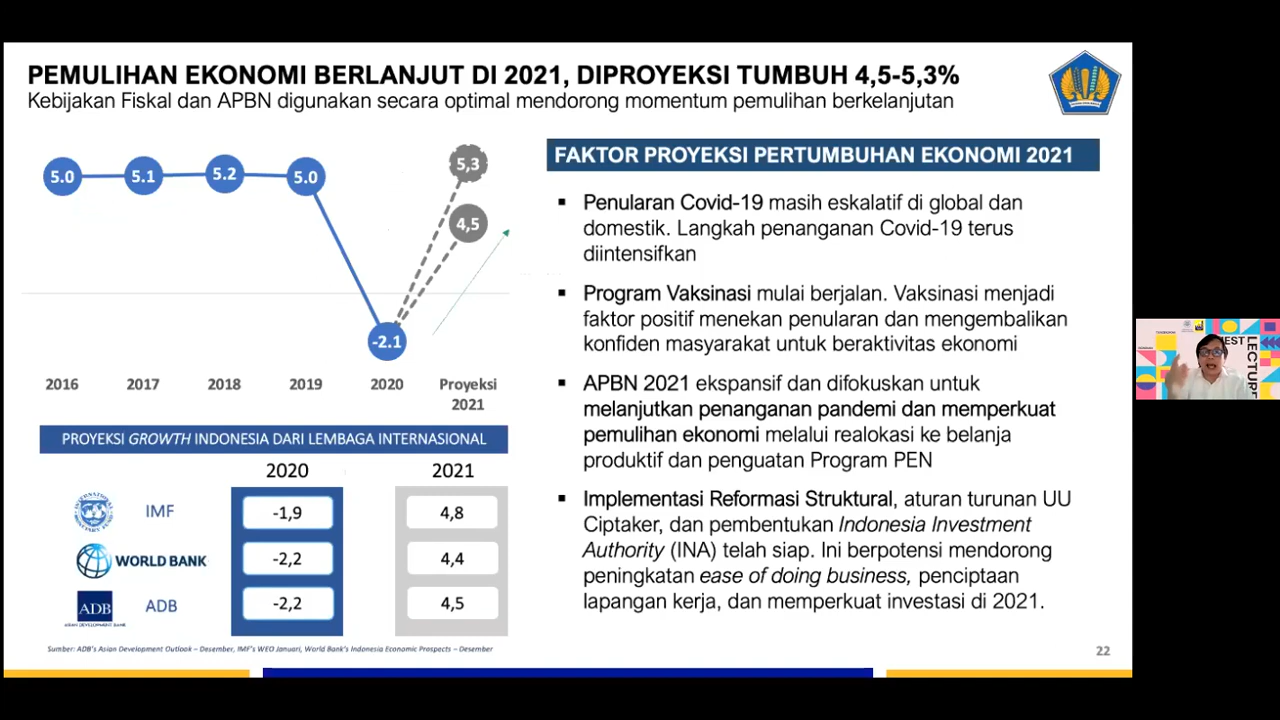 PEMULIHAN EKONOMI BERLANJUT DI 2021, DIPROYEKSI TUMBUH 4,5-5,3%
Kebijakan Fiskal dan APBN digunakan secara optimal mendorong momentum pemulihan berkelanjutan
5.0
5.1
5.2
5.0
-2.1
5,3
4,5
2016 2017 2018 2019 2020 Proyeksi
2021
PROYEKSI GROWTH INDONESIA DARI LEMBAGA INTERNASIONAL
2020 2021
IMF -1,9 4,8
WORLD BANK -2,2 4,4
ADB ADB -2,2 4,5
ASIAN DEVELOPMENT BANK
Sumber: ADB's Asian Development Outlook – Desember, IMF's WEO Januari, World Bank's Indonesia Economic Prospects – Desember
FAKTOR PROYEKSI PERTUMBUHAN EKONOMI 2021
▪ Penularan Covid-19 masih eskalatif di global dan
domestik. Langkah penanganan Covid-19 terus
diintensifkan
▪ Program Vaksinasi mulai berjalan. Vaksinasi menjadi
faktor positif menekan penularan dan mengembalikan
konfiden masyarakat untuk beraktivitas ekonomi
▪ APBN 2021 ekspansif dan difokuskan untuk
melanjutkan penanganan pandemi dan memperkuat
pemulihan ekonomi melalui realokasi ke belanja
produktif dan penguatan Program PEN
▪ Implementasi Reformasi Struktural, aturan turunan UU
Ciptaker, dan pembentukan Indonesia Investment
Authority (INA) telah siap. Ini berpotensi mendorong
peningkatan ease of doing business, penciptaan
lapangan kerja, dan memperkuat investasi di 2021.
22
LECTURE